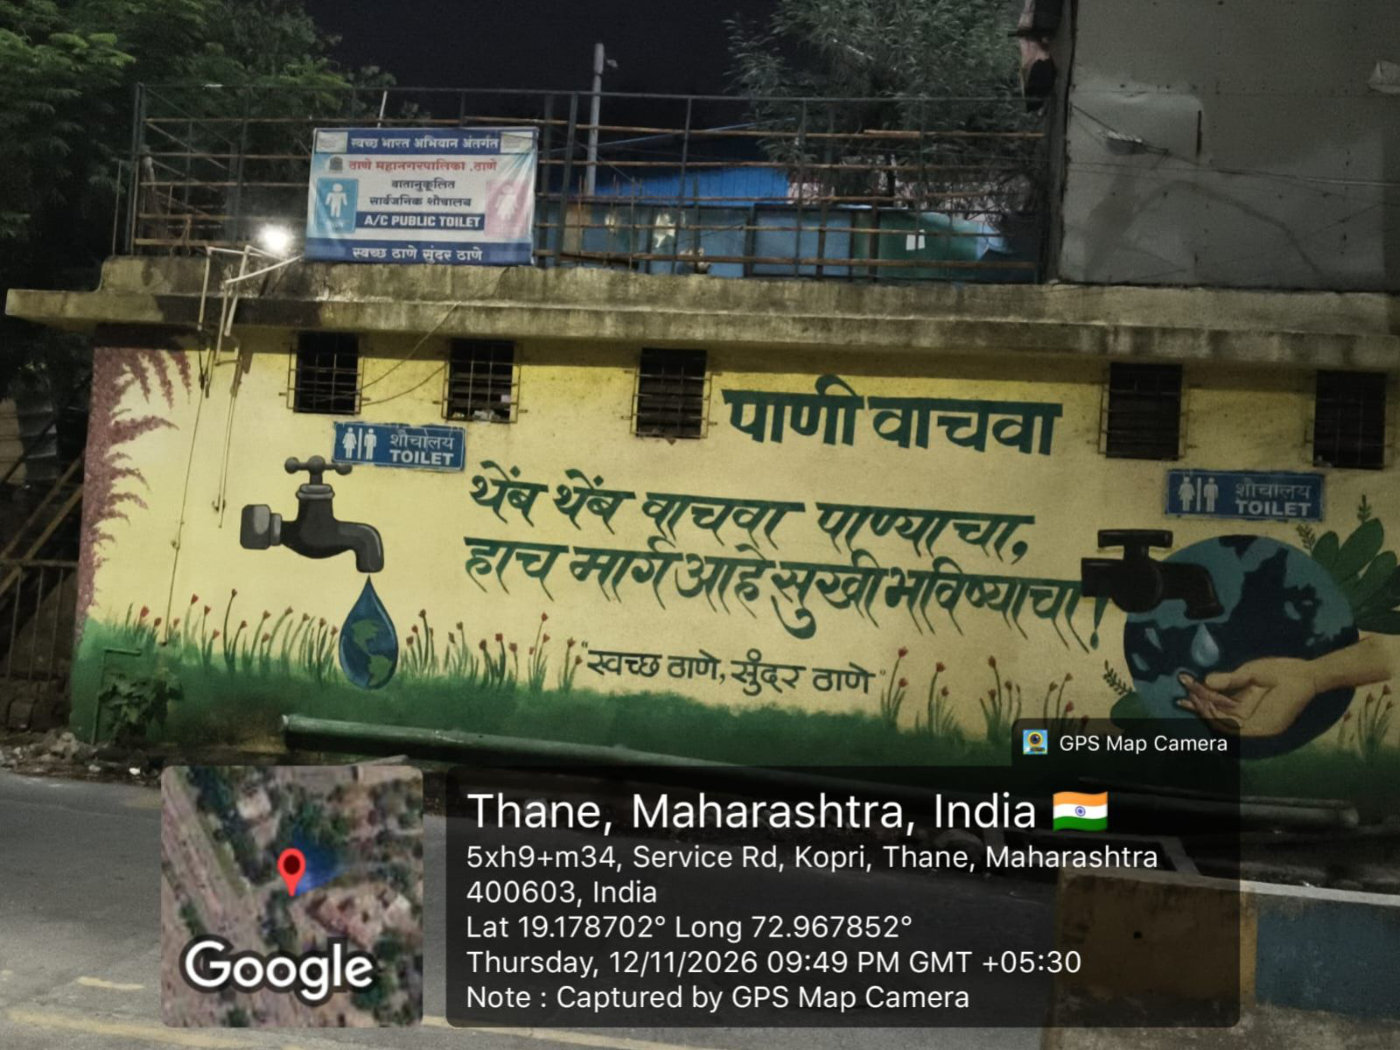 स्वच्छ भारत अभियान अंतर्गत
ठाणे महानगरपालिका .ठाणे
वातानुकूलित
सार्वजनिक शौचालय
A/C PUBLIC TOILET
स्वच्छ ठाणे सुंदर ठाणे
पाणी वाचवा
शौचालय
TOILET
थेंब थेंब वाचवा पाण्याचा,
हाच मार्ग आहे सुखी भविष्याचा!
शौचालय
TOILET
"स्वच्छ ठाणे, सुंदर ठाणे"
GPS Map Camera
Thane, Maharashtra, India
5xh9+m34, Service Rd, Kopri, Thane, Maharashtra
400603, India
Lat 19.178702° Long 72.967852°
Thursday, 12/11/2026 09:49 PM GMT +05:30
Note : Captured by GPS Map Camera
Google